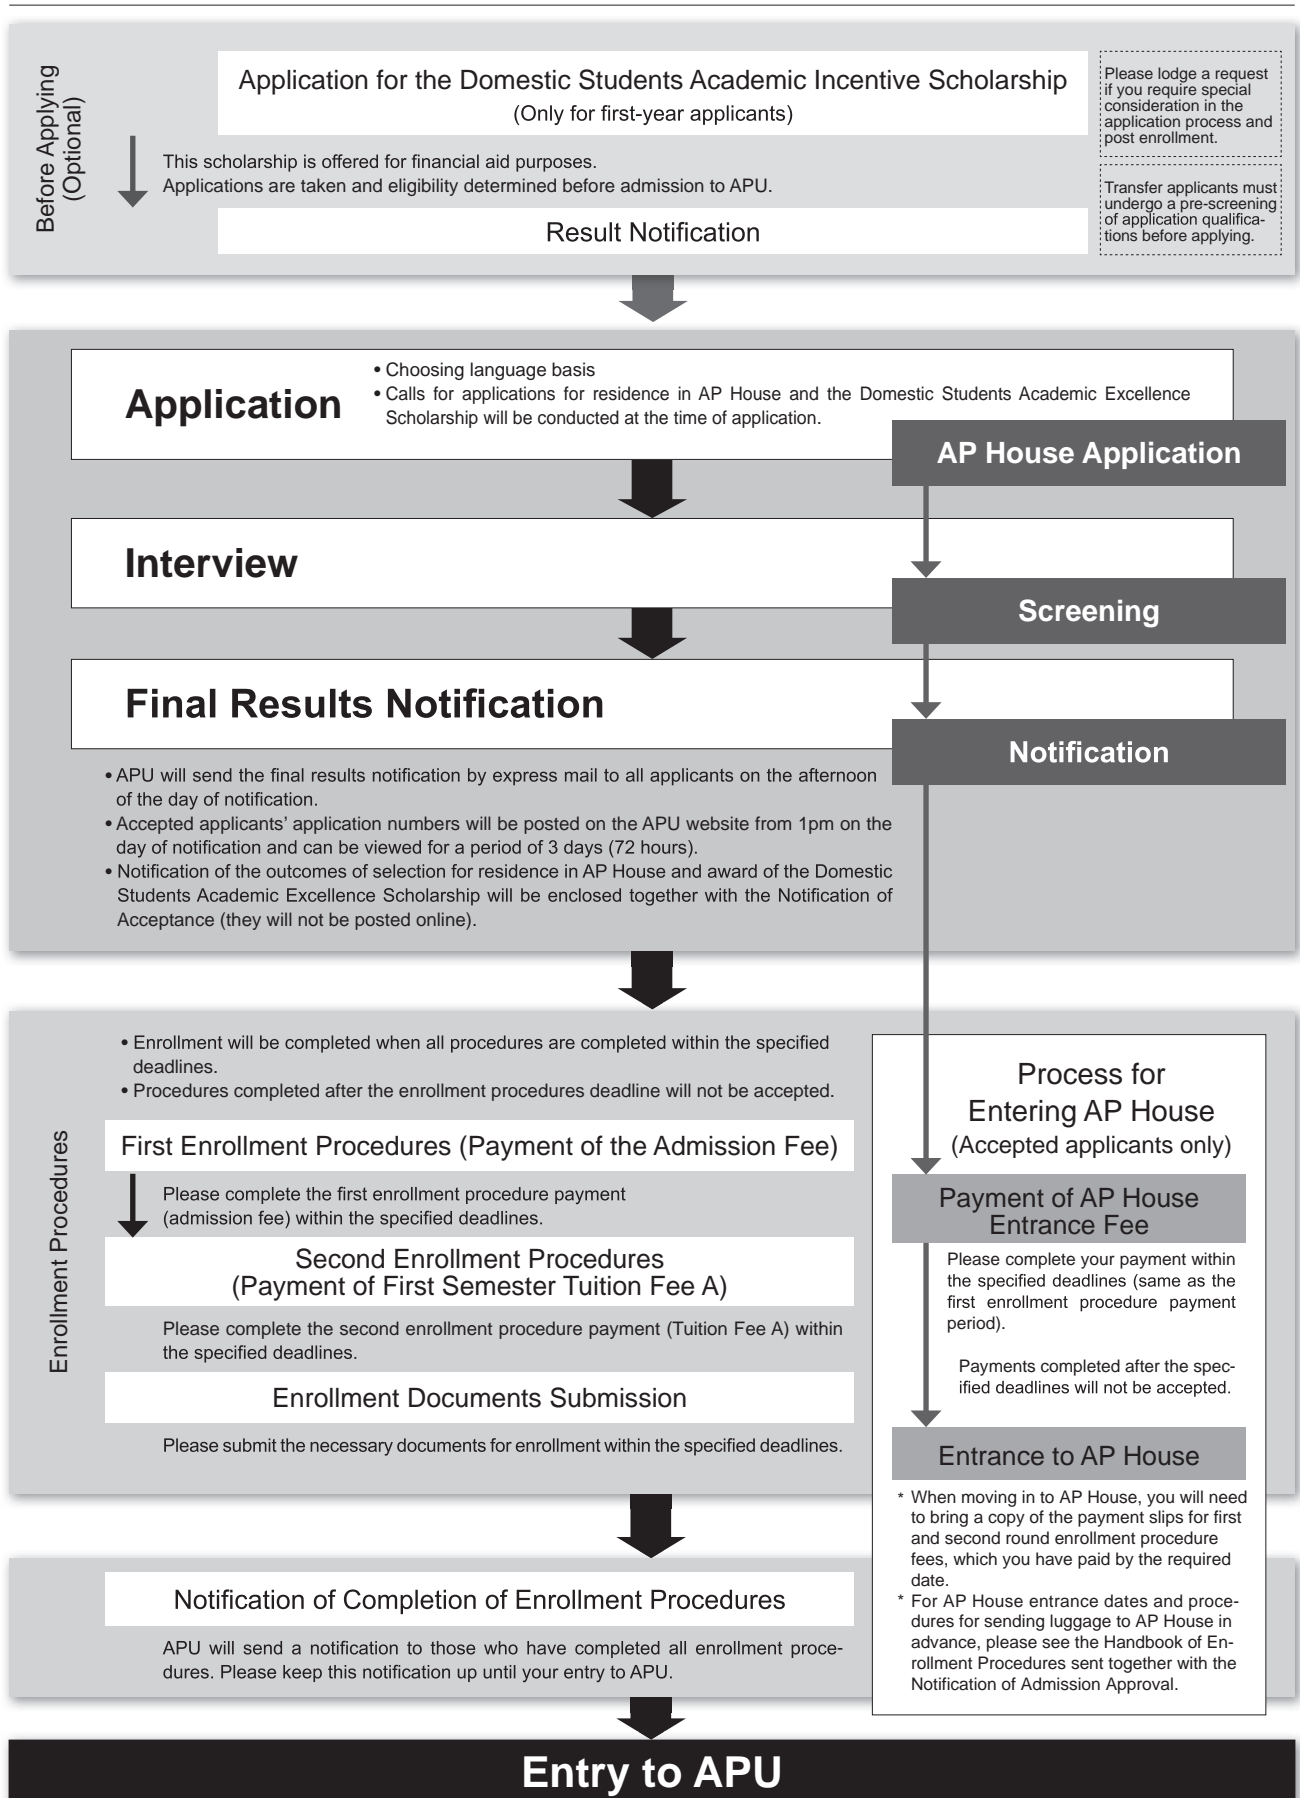 Before Applying
(Optional)
Application for the Domestic Students Academic Incentive Scholarship
(Only for first-year applicants)
This scholarship is offered for financial aid purposes.
Applications are taken and eligibility determined before admission to APU.
Result Notification
Please lodge a request
if you require special
consideration in the
application process and
post enrollment.
Transfer applicants must
undergo a pre-screening
of application qualifica-
tions before applying.
Application
• Choosing language basis
• Calls for applications for residence in AP House and the Domestic Students Academic Excellence
Scholarship will be conducted at the time of application.
AP House Application
Interview
Screening
Final Results Notification
Notification
• APU will send the final results notification by express mail to all applicants on the afternoon
of the day of notification.
• Accepted applicants' application numbers will be posted on the APU website from 1pm on the
day of notification and can be viewed for a period of 3 days (72 hours).
• Notification of the outcomes of selection for residence in AP House and award of the Domestic
Students Academic Excellence Scholarship will be enclosed together with the Notification of
Acceptance (they will not be posted online).
Enrollment Procedures
• Enrollment will be completed when all procedures are completed within the specified
deadlines.
• Procedures completed after the enrollment procedures deadline will not be accepted.
First Enrollment Procedures (Payment of the Admission Fee)
Please complete the first enrollment procedure payment
(admission fee) within the specified deadlines.
Second Enrollment Procedures
(Payment of First Semester Tuition Fee A)
Please complete the second enrollment procedure payment (Tuition Fee A) within
the specified deadlines.
Enrollment Documents Submission
Please submit the necessary documents for enrollment within the specified deadlines.
Process for
Entering AP House
(Accepted applicants only)
Payment of AP House
Entrance Fee
Please complete your payment within
the specified deadlines (same as the
first enrollment procedure payment
period).
Payments completed after the spec-
ified deadlines will not be accepted.
Entrance to AP House
* When moving in to AP House, you will need
to bring a copy of the payment slips for first
and second round enrollment procedure
fees, which you have paid by the required
date.
* For AP House entrance dates and proce-
dures for sending luggage to AP House in
advance, please see the Handbook of En-
rollment Procedures sent together with the
Notification of Admission Approval.
Notification of Completion of Enrollment Procedures
APU will send a notification to those who have completed all enrollment proce-
dures. Please keep this notification up until your entry to APU.
Entry to APU